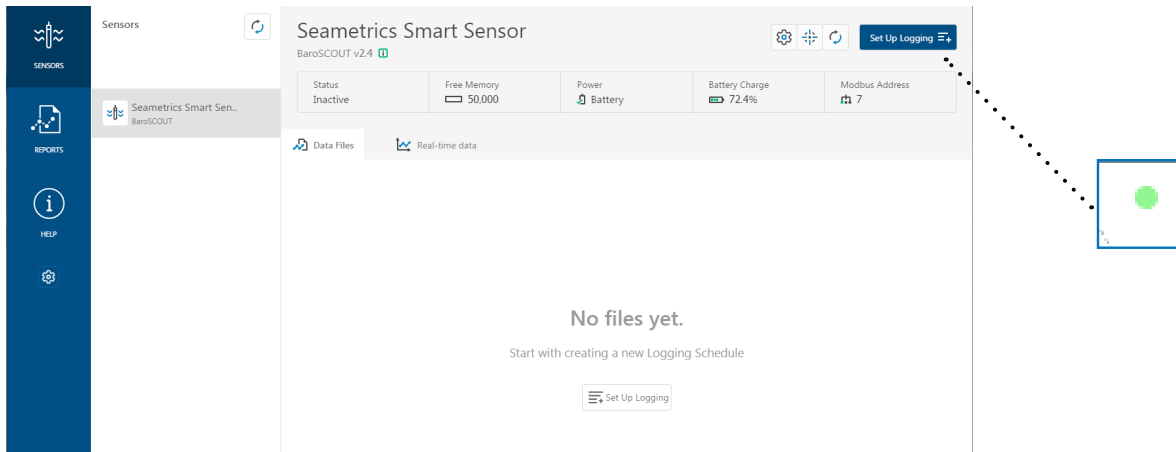 SENSORS
REPORTS
HELP
Sensors
Seametrics Smart Sen..
BaroSCOUT
Seametrics Smart Sensor
BaroSCOUT v2.4
Set Up Logging
Status
Inactive
Free Memory
50,000
Power
Battery
Battery Charge
72.4%
Modbus Address
7
Data Files
Real-time data
No files yet.
Start with creating a new Logging Schedule
Set Up Logging